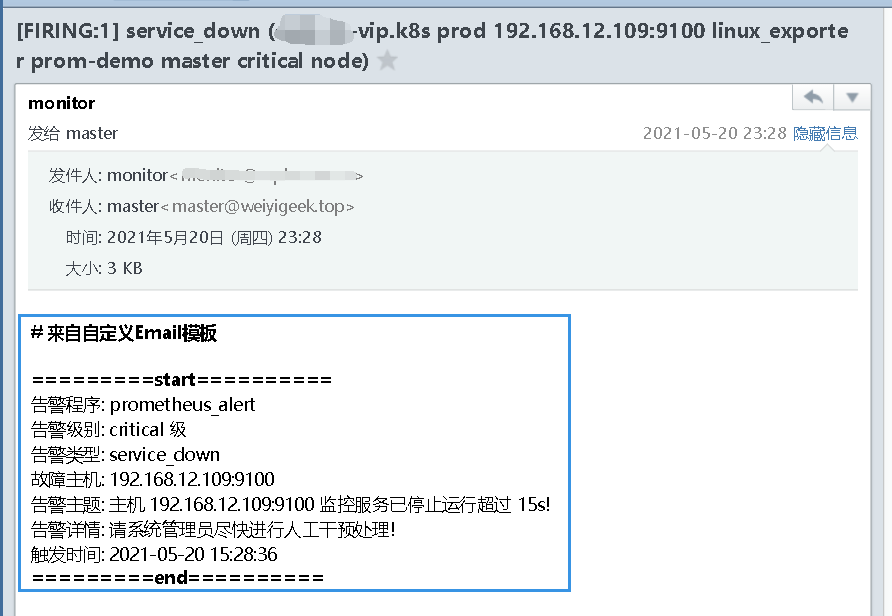 [FIRING:1] service_down ( -vip.k8s prod 192.168.12.109:9100 linux_exporte
r prom-demo master critical node)
monitor
发给 master
2021-05-20 23:28 隐藏信息
发件人: monitor< >
收件人: master<master@weiyigeek.top>
时间: 2021年5月20日 (周四) 23:28
大小: 3 KB
# 来自自定义Email模板
=========start==========
告警程序: prometheus_alert
告警级别: critical 级
告警类型: service_down
故障主机: 192.168.12.109:9100
告警主题: 主机 192.168.12.109:9100 监控服务已停止运行超过 15s!
告警详情: 请系统管理员尽快进行人工干预处理!
触发时间: 2021-05-20 15:28:36
=========end==========